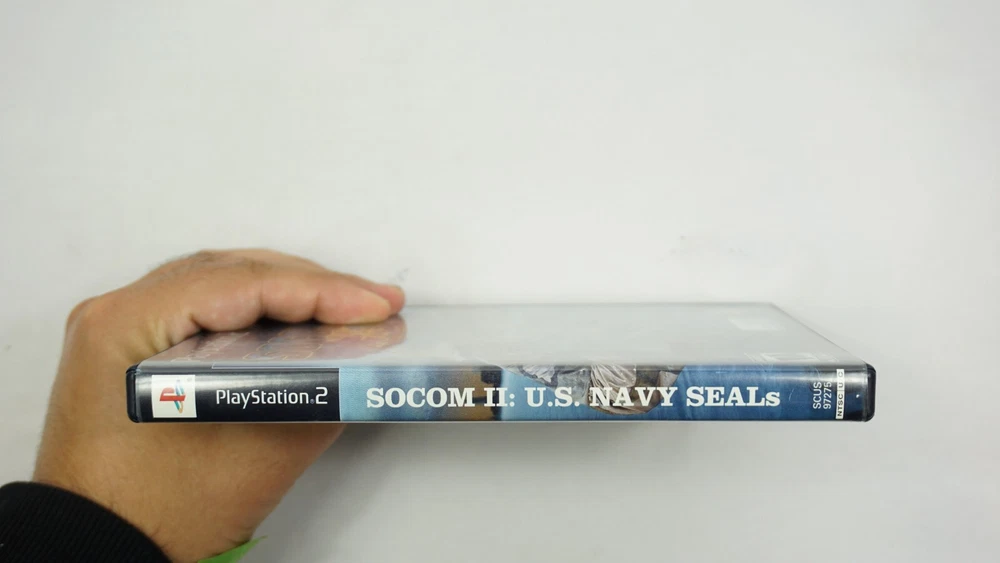 PlayStation®2
SOCOM II: U.S. NAVY SEALs
SCUS
97275
NTSC U/C